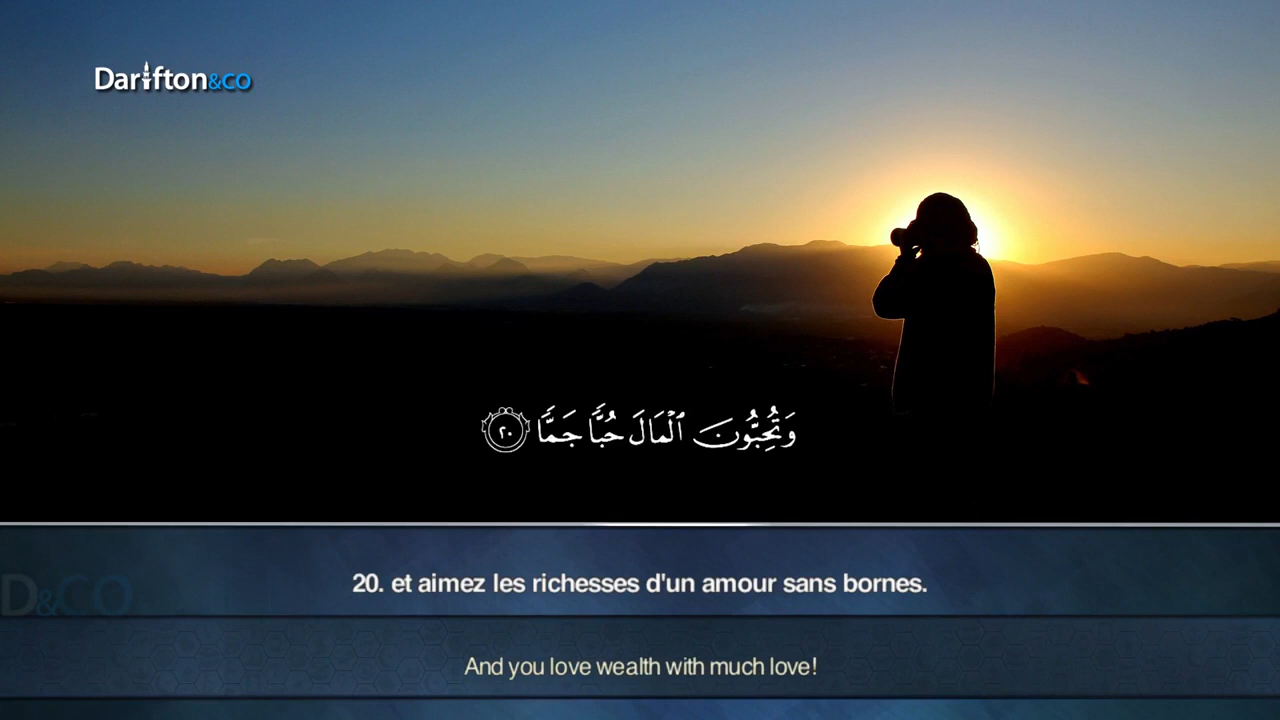 Darifton&co
وَتُحِبُّونَ ٱلْمَالَ حُبًّا جَمًّا ٢٠
D&CO
20. et aimez les richesses d'un amour sans bornes.
And you love wealth with much love!